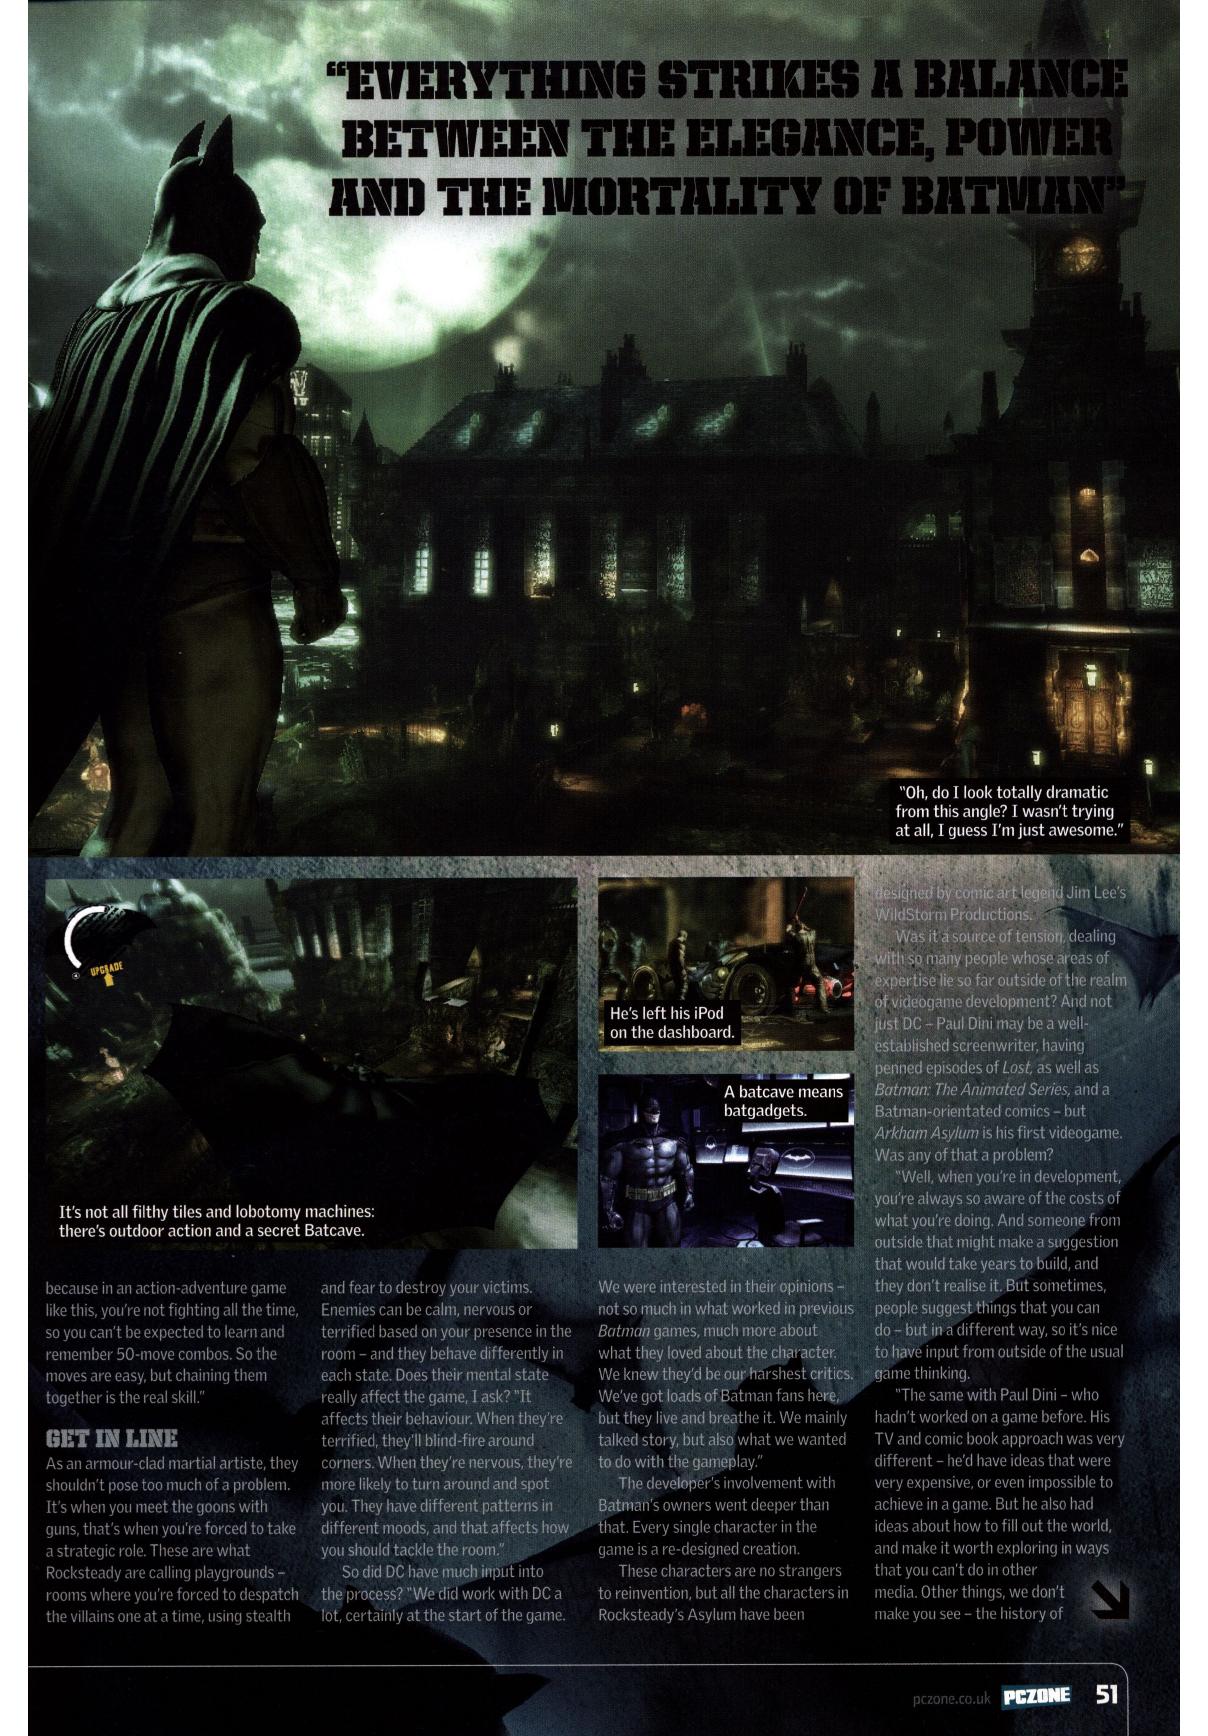 “EVERYTHING STRIKES A BALANCE
BETWEEN THE ELEGANCE, POWER
AND THE MORTALITY OF BATMAN”
“Oh, do I look totally dramatic
from this angle? I wasn't trying
at all, I guess I'm just awesome.”
UPGRADE
It's not all filthy tiles and lobotomy machines:
there's outdoor action and a secret Batcave.
He's left his iPod
on the dashboard.
A batcave means
batgadgets.
because in an action-adventure game
like this, you're not fighting all the time,
so you can't be expected to learn and
remember 50-move combos. So the
moves are easy, but chaining them
together is the real skill.”
GET IN LINE
As an armour-clad martial artiste, they
shouldn't pose too much of a problem.
It's when you meet the goons with
guns, that's when you're forced to take
a strategic role. These are what
Rocksteady are calling playgrounds –
rooms where you're forced to despatch
the villains one at a time, using stealth
and fear to destroy your victims.
Enemies can be calm, nervous or
terrified based on your presence in the
room – and they behave differently in
each state. Does their mental state
really affect the game, I ask? “It
affects their behaviour. When they're
terrified, they'll blind-fire around
corners. When they're nervous, they're
more likely to turn around and spot
you. They have different patterns in
different moods, and that affects how
you should tackle the room.”
So did DC have much input into
the process? “We did work with DC a
lot, certainly at the start of the game.
We were interested in their opinions –
not so much in what worked in previous
Batman games, much more about
what they loved about the character.
We knew they'd be our harshest critics.
We've got loads of Batman fans here,
but they live and breathe it. We mainly
talked story, but also what we wanted
to do with the gameplay.”
The developer's involvement with
Batman's owners went deeper than
that. Every single character in the
game is a re-designed creation.
These characters are no strangers
to reinvention, but all the characters in
Rocksteady's Asylum have been
designed by comic art legend Jim Lee's
WildStorm Productions.
Was it a source of tension, dealing
with so many people whose areas of
expertise lie so far outside of the realm
of videogame development? And not
just DC – Paul Dini may be a well-
established screenwriter, having
penned episodes of Lost, as well as
Batman: The Animated Series, and a
Batman-orientated comics – but
Arkham Asylum is his first videogame.
Was any of that a problem?
“Well, when you're in development,
you're always so aware of the costs of
what you're doing. And someone from
outside that might make a suggestion
that would take years to build, and
they don't realise it. But sometimes,
people suggest things that you can
do – but in a different way, so it's nice
to have input from outside of the usual
game thinking.
“The same with Paul Dini – who
hadn't worked on a game before. His
TV and comic book approach was very
different – he'd have ideas that were
very expensive, or even impossible to
achieve in a game. But he also had
ideas about how to fill out the world,
and make it worth exploring in ways
that you can't do in other
media. Other things, we don't
make you see – the history of
pczone.co.uk PCZONE 51